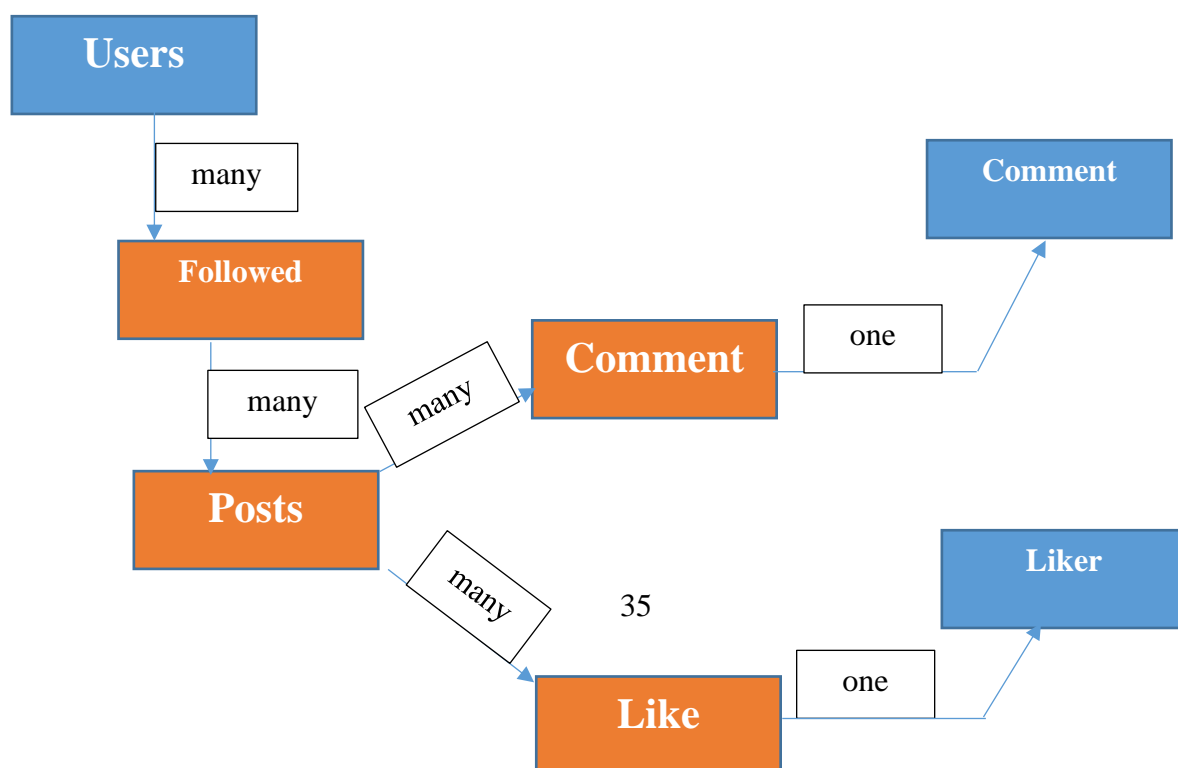 Users
many
Comment
Followed
one
Comment
many
many
Posts
Liker
many
35
one
Like